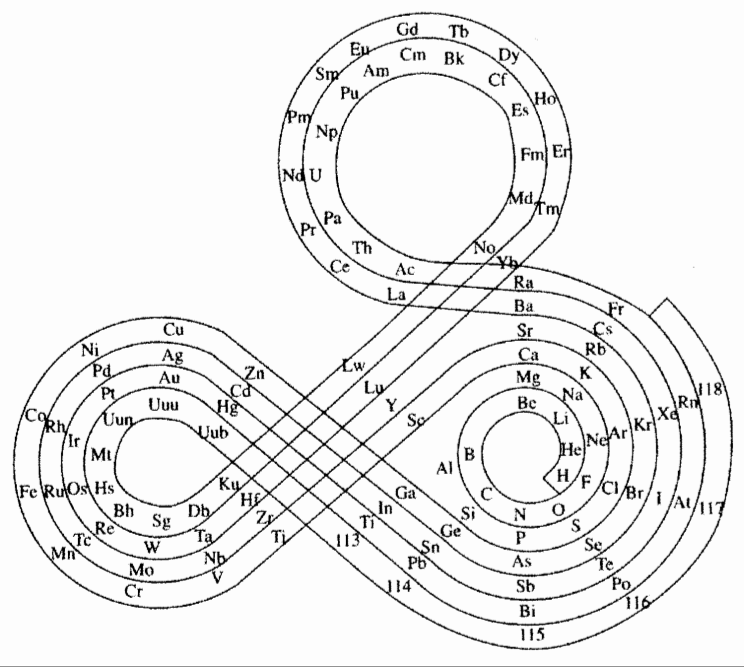 Gd Tb
Eu Cm Bk Dy
Sm Am Cf
Pu Es Ho
Pm Np
Fm Er
Nd U
Md Tm
Pr Pa
Th No Yb
Ce Ac Ra
La Ba Fr
Cu Sr Cs
Ni Ag Ca Rb
Pd Au Zn Lw Mg K
Pt Cd Lu Na 118
Uun Uuu Hg Y Be Li Rn
Co Rh Uub Sc Xe
Ir He Ne Ar Kr
Mt Al B
Fe Ru Os Hs Ku H F Cl Br I At
Bh Sg Db Hf Ga C 117
Re Zr In Si N O
Tc W Ta Ti Ti Ge P S
Mn Nb 113 Sn As Se
Mo V Pb Te
Cr 114 Sb Po
Bi 116
115